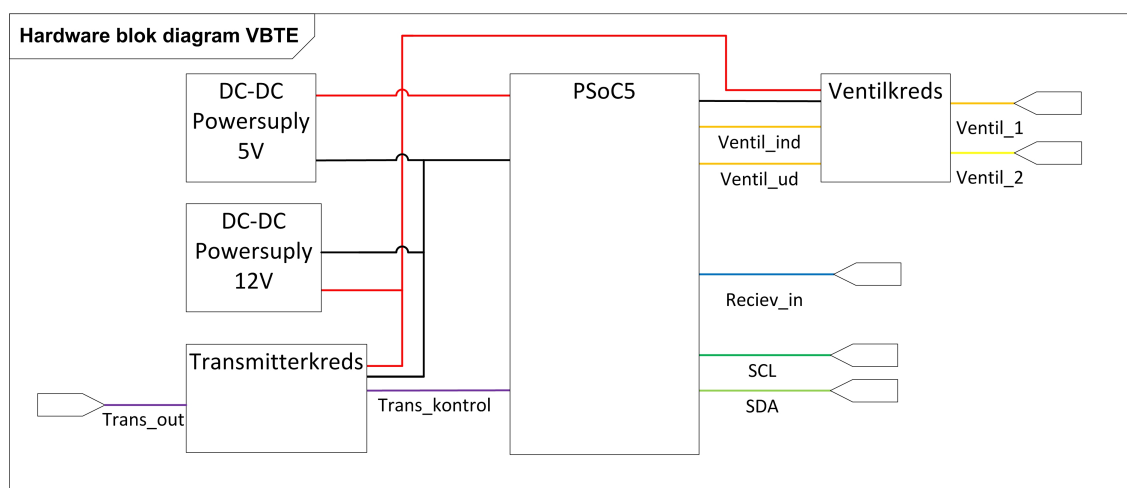 Hardware blok diagram VBTE
DC-DC
Powersuply
5V
PSoC5
Ventilkreds
Ventil_1
Ventil_ind
Ventil_ud
Ventil_2
DC-DC
Powersuply
12V
Reciev_in
Transmitterkreds
SCL
Trans_out
Trans_kontrol
SDA